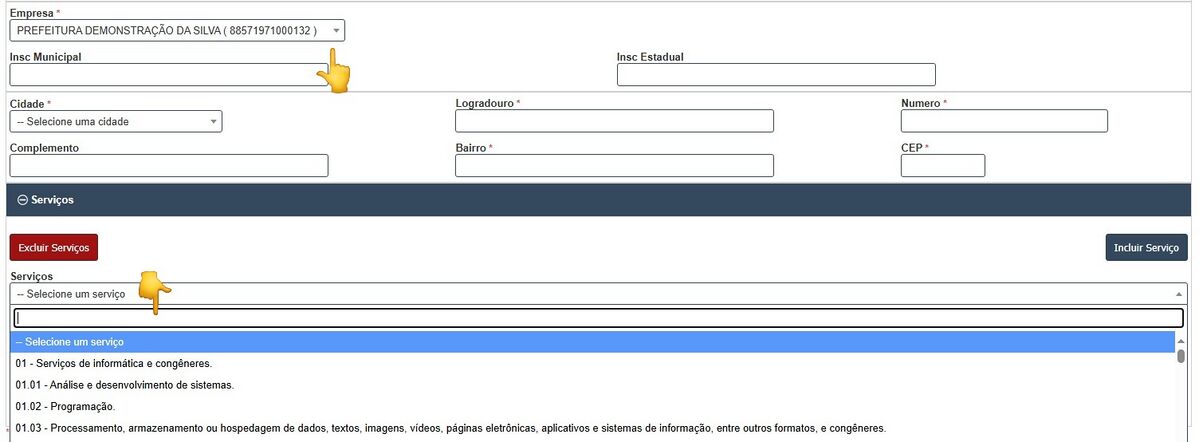 Empresa *
PREFEITURA DEMONSTRAÇÃO DA SILVA ( 88571971000132 )
Insc Municipal Insc Estadual
Cidade * Logradouro * Numero *
-- Selecione uma cidade
Complemento Bairro * CEP *
Serviços
Excluir Serviços Incluir Serviço
Serviços
-- Selecione um serviço
-- Selecione um serviço
01 - Serviços de informática e congêneres.
01.01 - Análise e desenvolvimento de sistemas.
01.02 - Programação.
01.03 - Processamento, armazenamento ou hospedagem de dados, textos, imagens, vídeos, páginas eletrônicas, aplicativos e sistemas de informação, entre outros formatos, e congêneres.